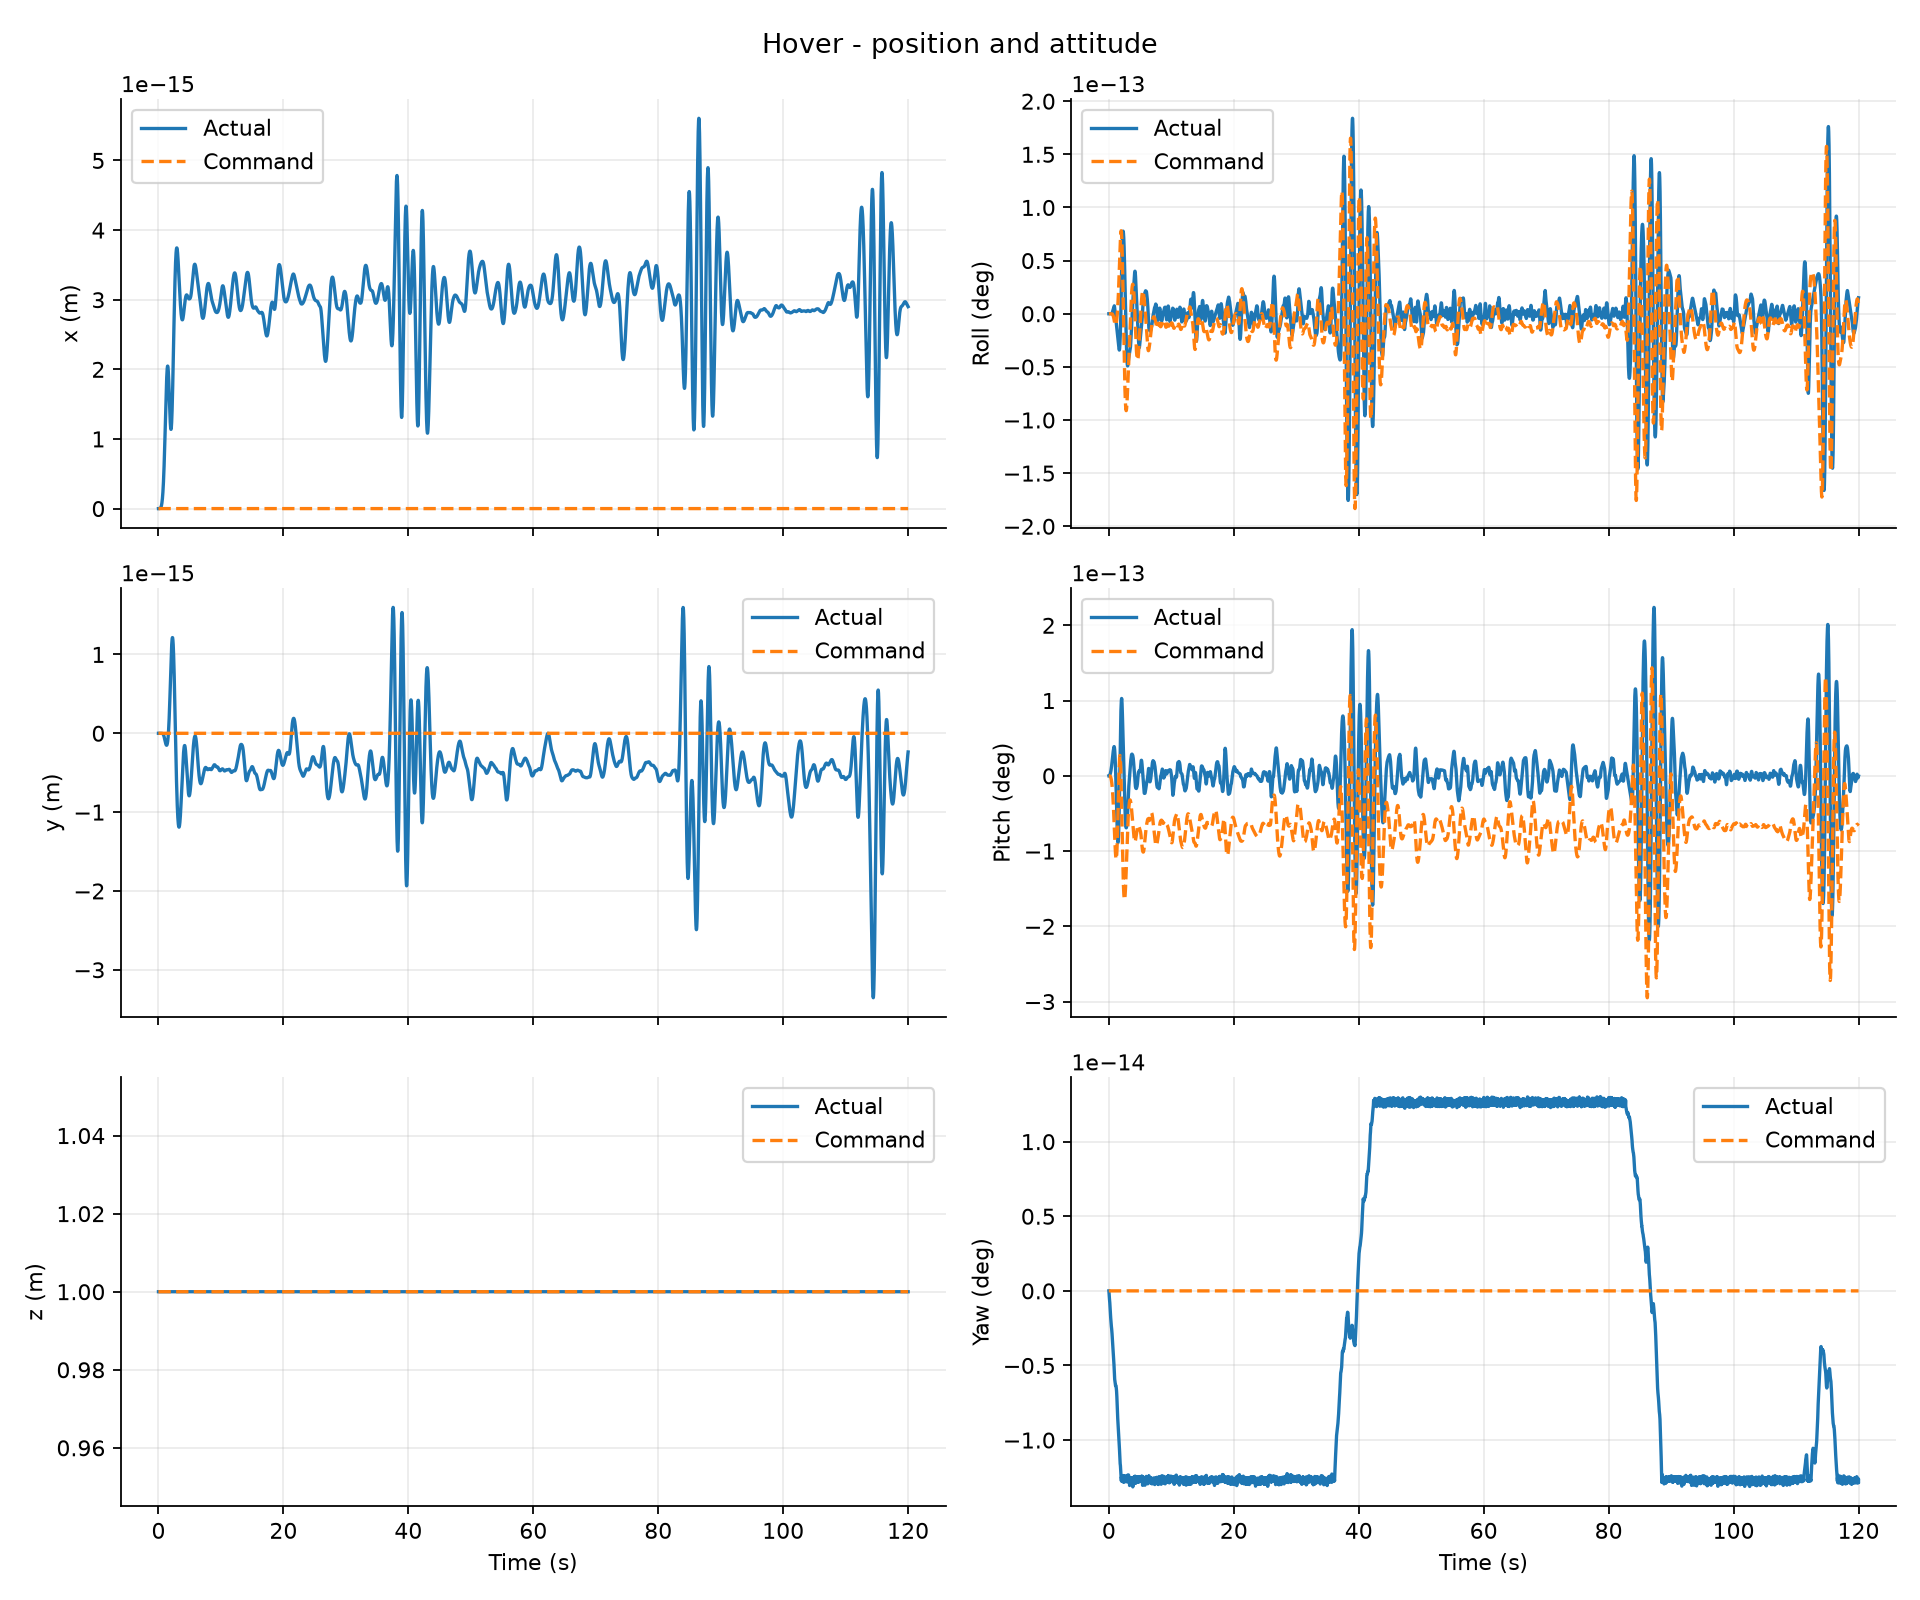 Hover - position and attitude
1e−15
Actual
Command
5
4
3
2
1
0
x (m)
1e−13
Actual
Command
2.0
1.5
1.0
0.5
0.0
−0.5
−1.0
−1.5
−2.0
Roll (deg)
1e−15
Actual
Command
1
0
−1
−2
−3
y (m)
1e−13
Actual
Command
2
1
0
−1
−2
−3
Pitch (deg)
Actual
Command
1.04
1.02
1.00
0.98
0.96
z (m)
0 20 40 60 80 100 120
Time (s)
1e−14
Actual
Command
1.0
0.5
0.0
−0.5
−1.0
Yaw (deg)
0 20 40 60 80 100 120
Time (s)